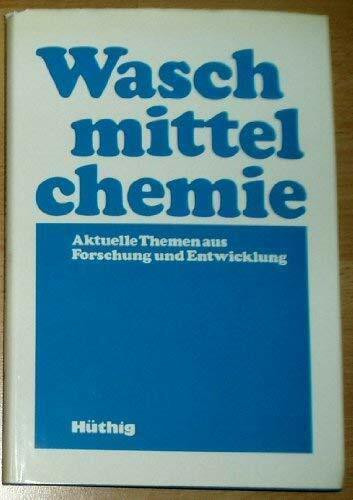 Wasch
mittel
chemie
Aktuelle Themen aus
Forschung und Entwicklung
Hüthig